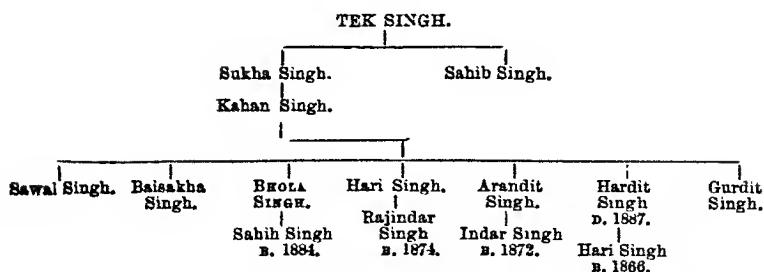 TEK SINGH.
Sukha Singh. Sahib Singh.
Kahan Singh.
Sawal Singh. Baisakha Singh. BHOLA SINGH. Hari Singh. Arandit Singh. Hardit Singh D. 1887. Gurdit Singh.
Sahib Singh B. 1884. Rajindar Singh B. 1874. Indar Singh B. 1872. Hari Singh B. 1866.